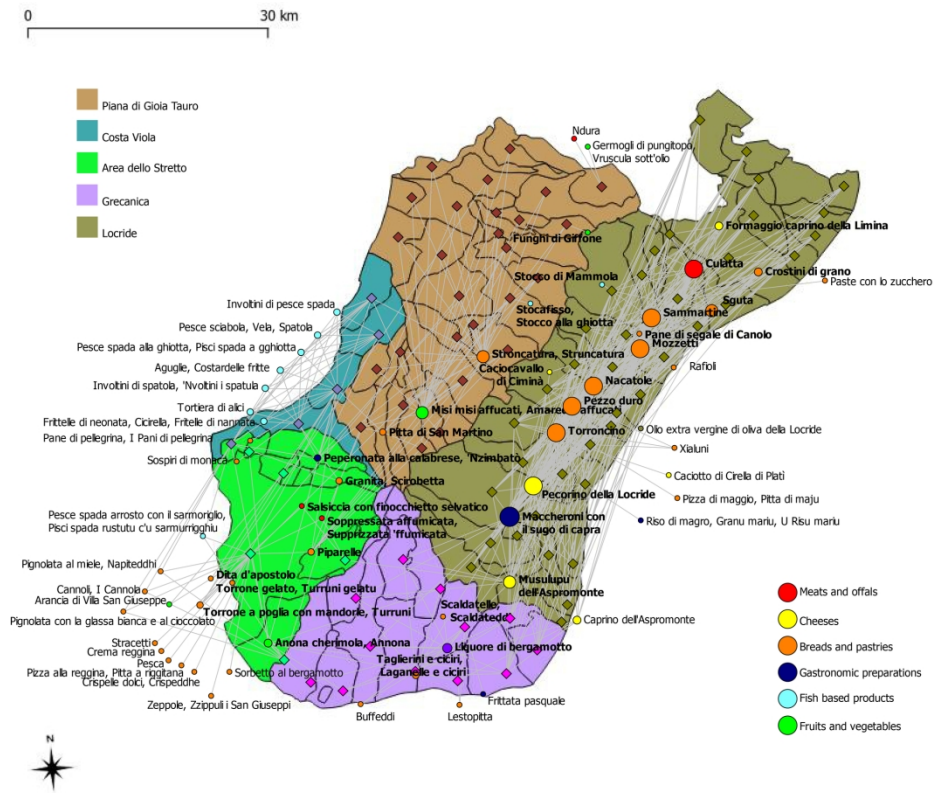 0
30 km
Piana di Gioia Tauro
Costa Viola
Area dello Stretto
Grecanica
Locride
Ndura
Germogli di pungitopo,
Vruscula sott'olio
Funghi di Giffone
Formaggio caprino della Limina
Stocco di Mammola
Culatta
Crostini di grano
Paste con lo zucchero
Involtini di pesce spada
Stocafisso,
Stocco alla ghiotta
Sguta
Sammartine
Pesce sciabola, Vela, Spatola
Pane di segale di Canolo
Mozzetti
Pesce spada alla ghiotta, Pisci spada a gghiotta
Stroncatura, Struncatura
Caciocavallo
di Ciminà
Rafioli
Aguglie, Costardelle fritte
Involtini di spatola, 'Nvoltini i spatula
Nacatole
Pezzo duro
Tortiera di alici
Misi misi affucati, Amareddi affucati
Frittelle di neonata, Cicirella, Fritelle di nannata
Pane di pellegrina, I Pani di pellegrina
Pitta di San Martino
Torroncino
Olio extra vergine di oliva della Locride
Xialuni
Sospiri di monaca
Peperonata alla calabrese, 'Nzimbatò
Granita, Scirobetta
Caciotto di Cirella di Platì
Pecorino della Locride
Pizza di maggio, Pitta di maju
Salsiccia con finocchietto selvatico
Soppressata affumicata,
Supprizzata 'ffumicata
Pesce spada arrosto con il sarmoriglio,
Pisci spada rustutu c'u sarmurrigghiu
Maccheroni con
il sugo di capra
Riso di magro, Granu mariu, U Risu mariu
Piparelle
Pignolata al miele, Napiteddhi
Dita d'apostolo
Torrone gelato, Turruni gelatu
Musulupu
dell'Aspromonte
Cannoli, I Cannola
Arancia di Villa San Giuseppe
Pignolata con la glassa bianca e al cioccolato
Torrone a poglia con mandorle, Turruni
Scaldatelle,
Scaldateddi
Caprino dell'Aspromonte
Stracetti
Crema reggina
Anona cherimola, Annona
Liquore di bergamotto
Pesca
Taglierini e ciciri,
Laganelle e ciciri
Pizza alla reggina, Pitta a riggitana
Sorbetto al bergamotto
Crispelle dolci, Crispeddhe
Zeppole, Zzippuli i San Giuseppi
Buffeddi
Lestopitta
Frittata pasquale
Meats and offals
Cheeses
Breads and pastries
Gastronomic preparations
Fish based products
Fruits and vegetables
N